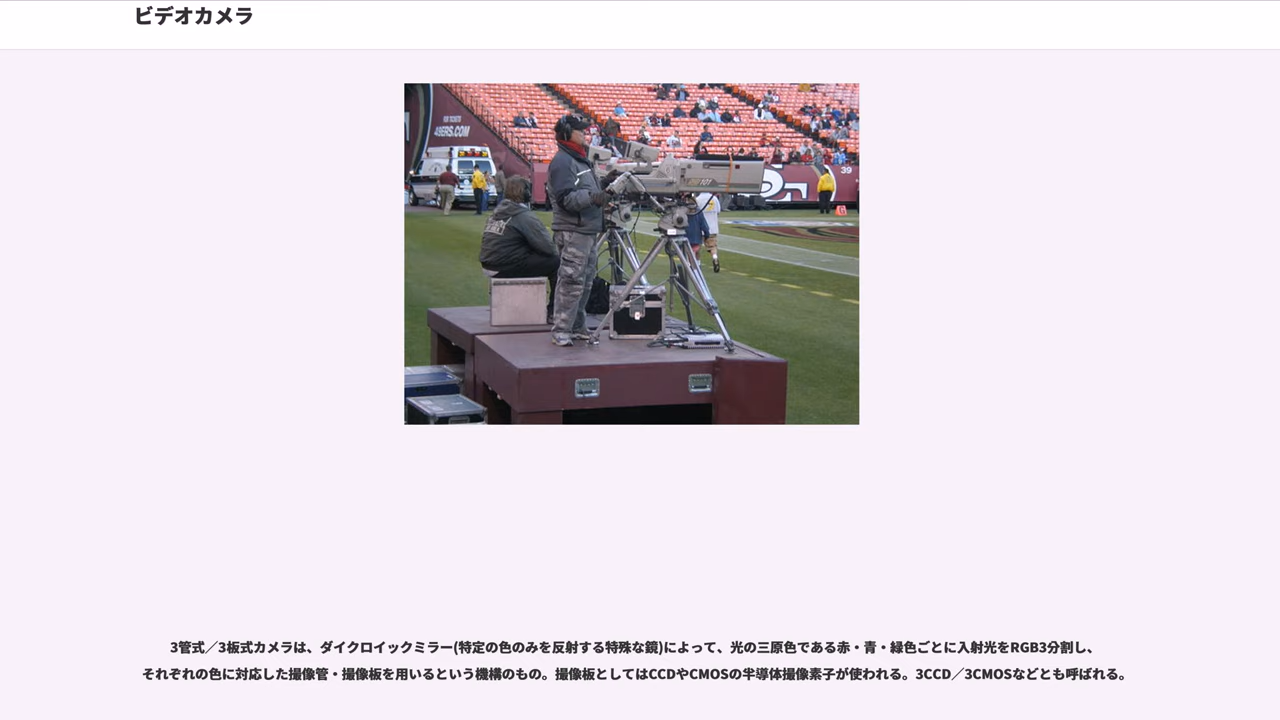 ビデオカメラ
49ERS.COM
39
3管式／3板式カメラは、ダイクロイックミラー(特定の色のみを反射する特殊な鏡)によって、光の三原色である赤・青・緑色ごとに入射光をRGB3分割し、
それぞれの色に対応した撮像管・撮像板を用いるという機構のもの。撮像板としてはCCDやCMOSの半導体撮像素子が使われる。3CCD／3CMOSなどとも呼ばれる。